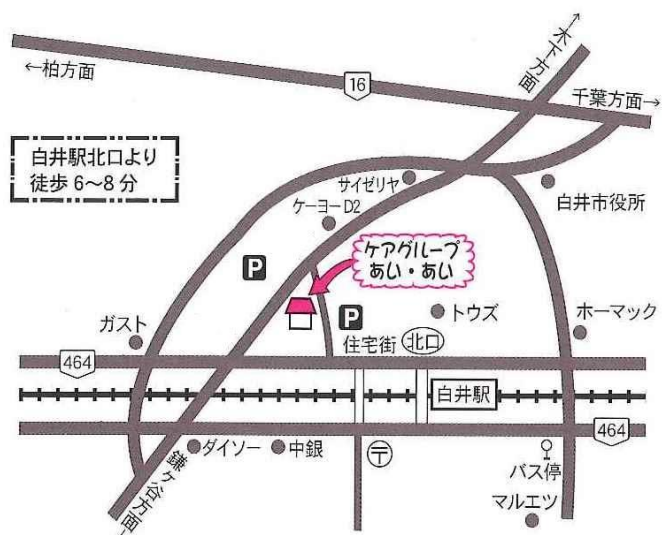 ←柏方面
16
木下方面→
千葉方面→
白井駅北口より
徒歩 6〜8 分
サイゼリヤ
白井市役所
ケーヨーD2
ケアグループ
あい・あい
P
P
ガスト
トウズ
ホーマック
住宅街
北口
464
白井駅
464
ダイソー
中銀
〒
バス停
鎌ヶ谷方面→
マルエツ